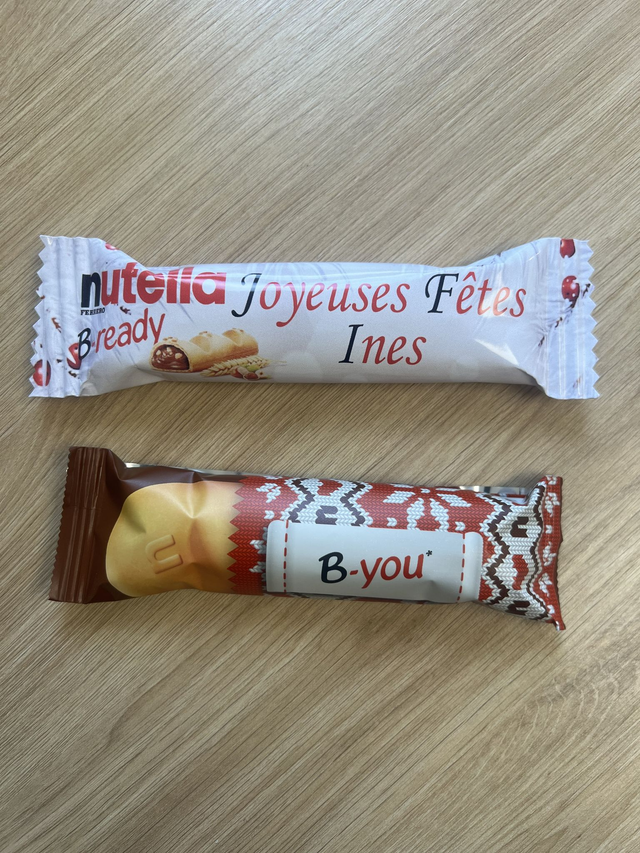 nutella
FERRERO
B-ready
Joyeuses Fêtes
Ines
u
n
B-you*
n
n